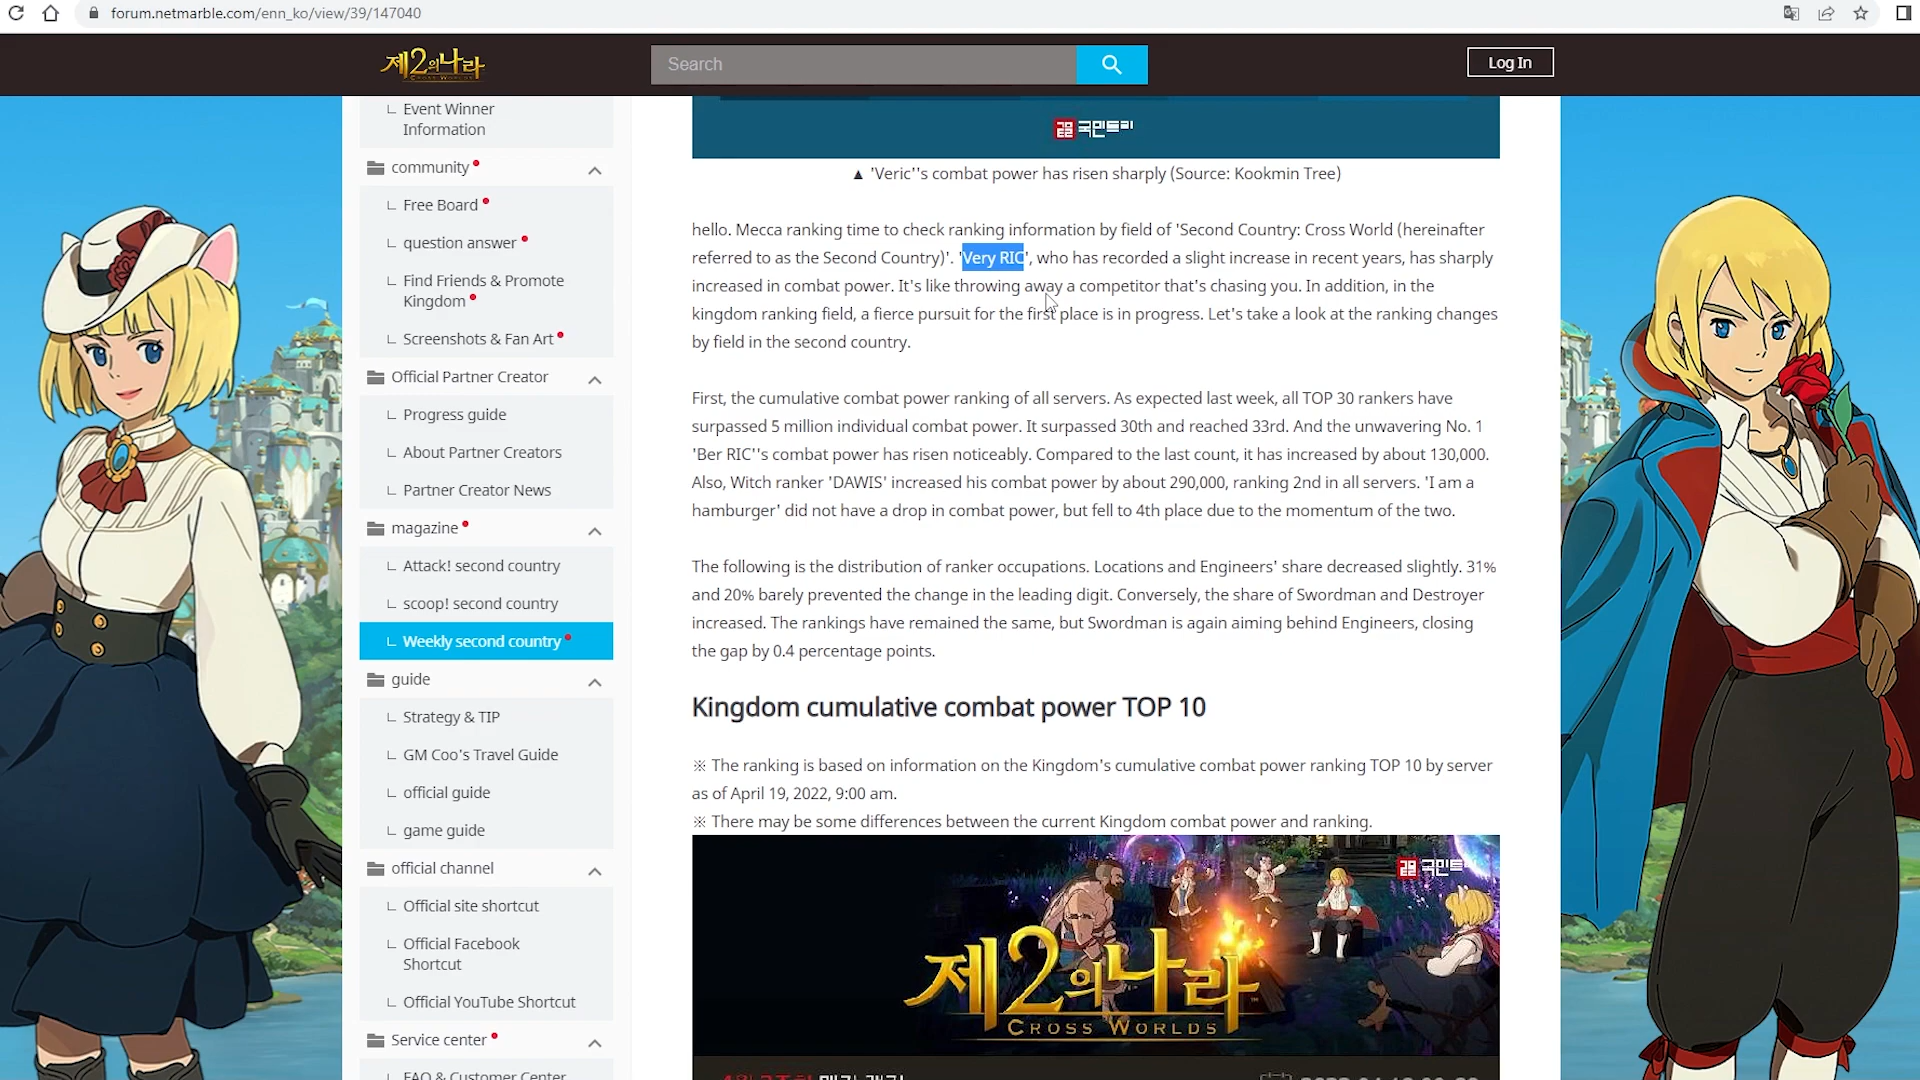 forum.netmarble.com/enn_ko/view/39/147040
제2의나라
CROSS WORLDS
Search
Log In
∟ Event Winner
Information
community
∟ Free Board
∟ question answer
∟ Find Friends & Promote
Kingdom
∟ Screenshots & Fan Art
Official Partner Creator
∟ Progress guide
∟ About Partner Creators
∟ Partner Creator News
magazine
∟ Attack! second country
∟ scoop! second country
∟ Weekly second country
guide
∟ Strategy & TIP
∟ GM Coo's Travel Guide
∟ official guide
∟ game guide
official channel
∟ Official site shortcut
∟ Official Facebook
Shortcut
∟ Official YouTube Shortcut
Service center
∟ FAQ & Customer Center
국민트리
▲ 'Veric''s combat power has risen sharply (Source: Kookmin Tree)
hello. Mecca ranking time to check ranking information by field of 'Second Country: Cross World (hereinafter
referred to as the Second Country)'. 'Very RIC', who has recorded a slight increase in recent years, has sharply
increased in combat power. It's like throwing away a competitor that's chasing you. In addition, in the
kingdom ranking field, a fierce pursuit for the first place is in progress. Let's take a look at the ranking changes
by field in the second country.
First, the cumulative combat power ranking of all servers. As expected last week, all TOP 30 rankers have
surpassed 5 million individual combat power. It surpassed 30th and reached 33rd. And the unwavering No. 1
'Ber RIC''s combat power has risen noticeably. Compared to the last count, it has increased by about 130,000.
Also, Witch ranker 'DAWIS' increased his combat power by about 290,000, ranking 2nd in all servers. 'I am a
hamburger' did not have a drop in combat power, but fell to 4th place due to the momentum of the two.
The following is the distribution of ranker occupations. Locations and Engineers' share decreased slightly. 31%
and 20% barely prevented the change in the leading digit. Conversely, the share of Swordman and Destroyer
increased. The rankings have remained the same, but Swordman is again aiming behind Engineers, closing
the gap by 0.4 percentage points.
Kingdom cumulative combat power TOP 10
※ The ranking is based on information on the Kingdom's cumulative combat power ranking TOP 10 by server
as of April 19, 2022, 9:00 am.
※ There may be some differences between the current Kingdom combat power and ranking.
국민트리
제2의나라
CROSS WORLDS